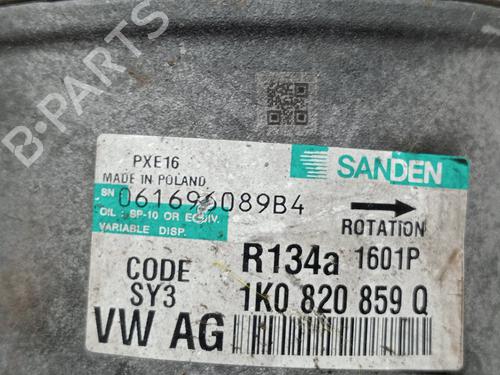 B-PARTS
PXE16
MADE IN POLAND
SANDEN
SN 061696089B4
OIL : SP-10 OR EQUIV.
VARIABLE DISP.
ROTATION
CODE
SY3
R134a 1601P
1K0 820 859 Q
VW AG